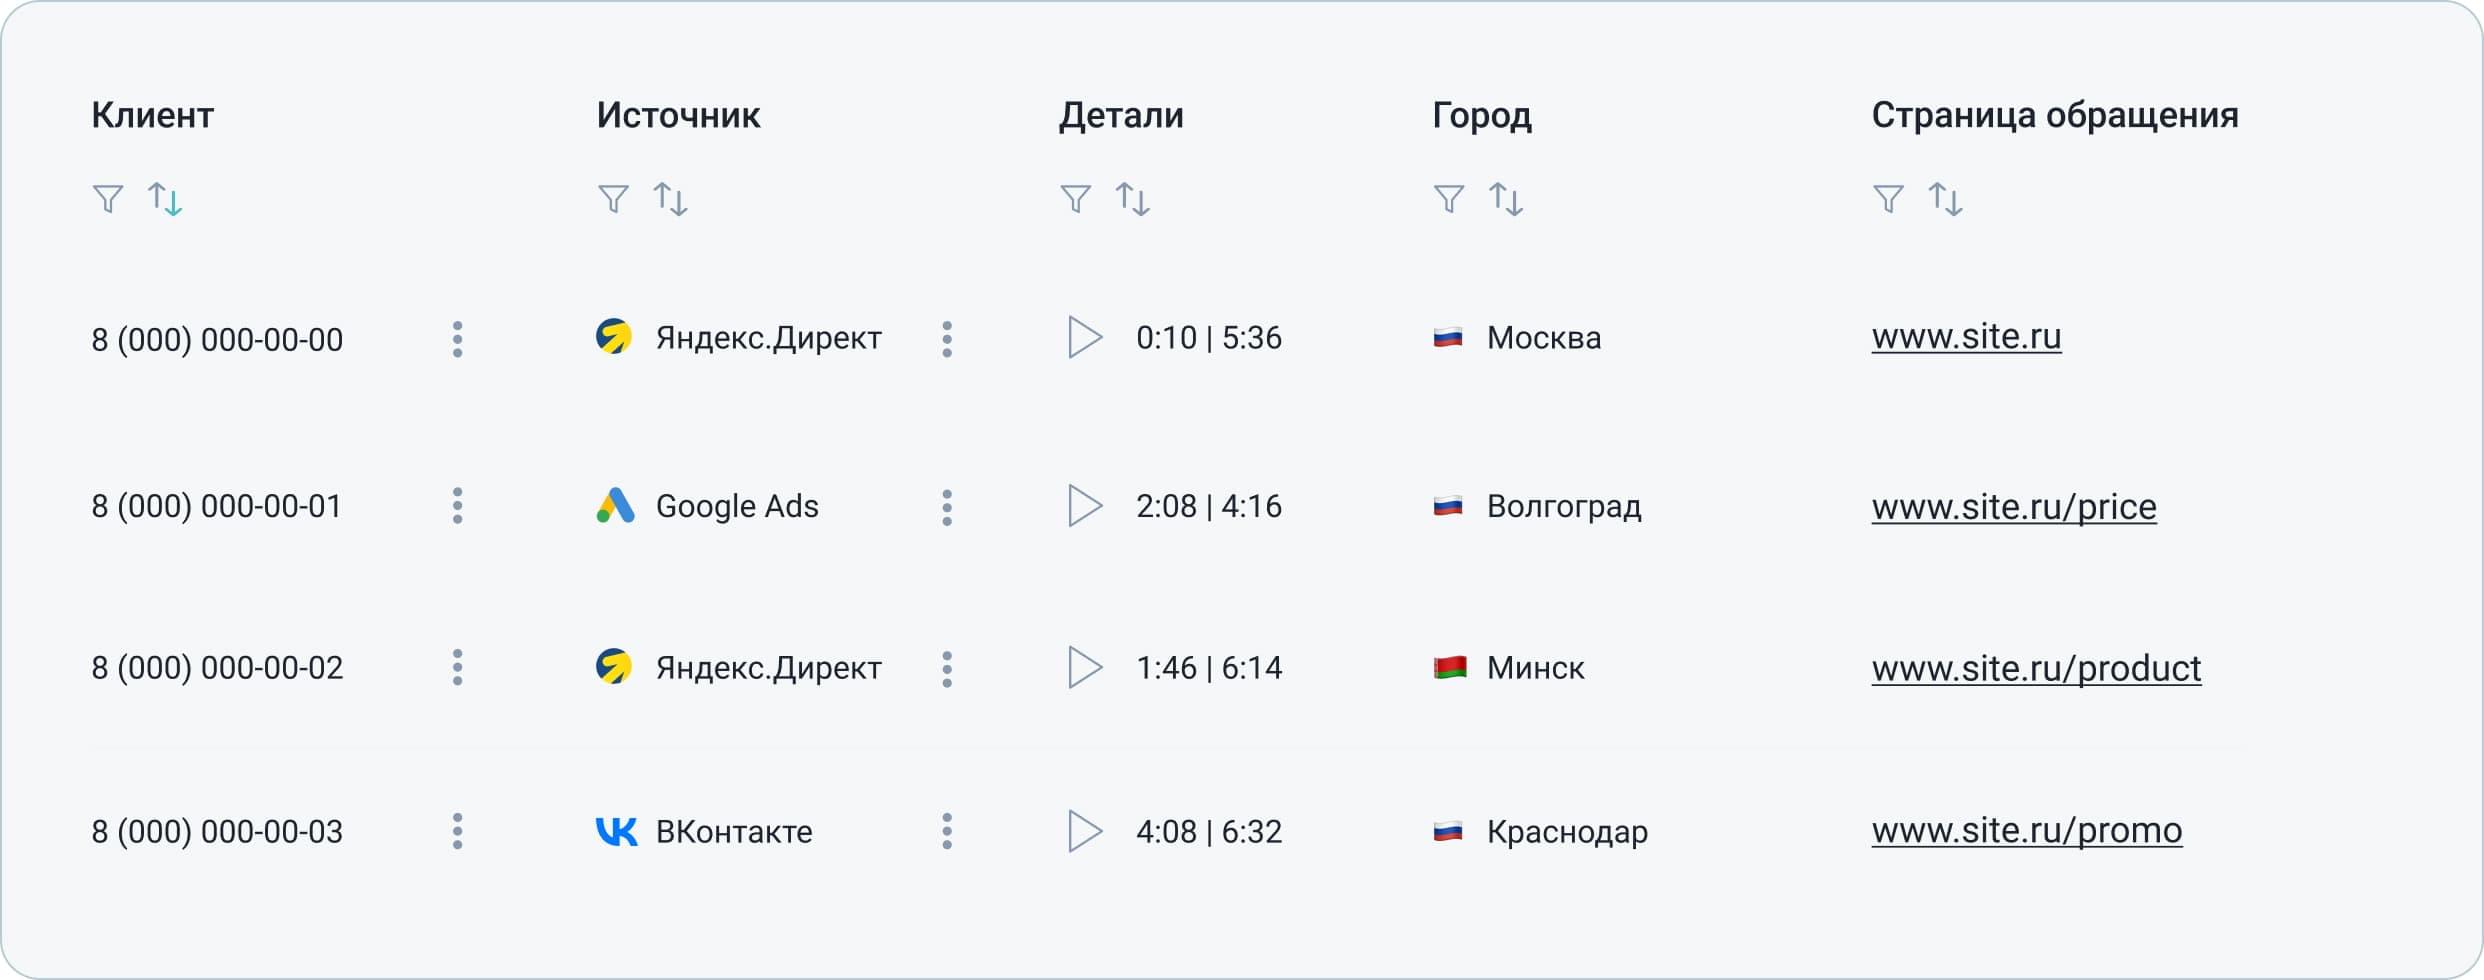 Клиент Источник Детали Город Страница обращения
8 (000) 000-00-00 Яндекс.Директ 0:10 | 5:36 Москва www.site.ru
8 (000) 000-00-01 Google Ads 2:08 | 4:16 Волгоград www.site.ru/price
8 (000) 000-00-02 Яндекс.Директ 1:46 | 6:14 Минск www.site.ru/product
8 (000) 000-00-03 ВКонтакте 4:08 | 6:32 Краснодар www.site.ru/promo